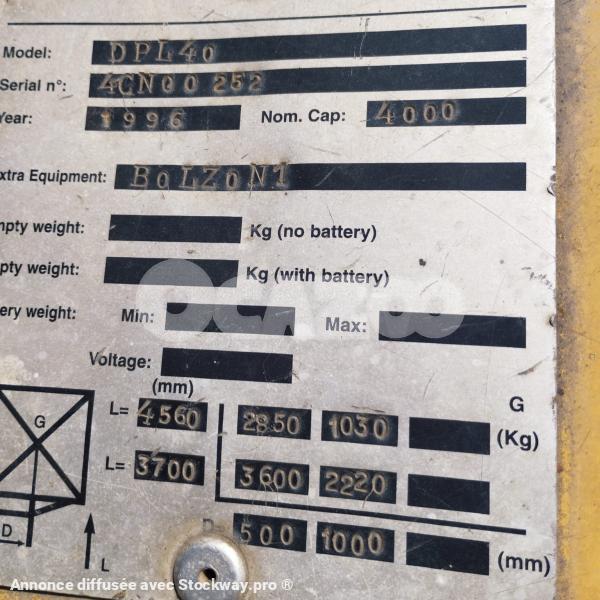 Model: DPL40
Serial n°: 4CN00252
Year: 1996 Nom. Cap: 4000
xtra Equipment: BOLZONI
mpty weight: Kg (no battery)
pty weight: Kg (with battery)
ery weight: Min: Max:
Voltage:
(mm)
G
L= 4560 2850 1030 (Kg)
L= 3700 3600 2220
G
D= 500 1000 (mm)
D
L
OCAZOO
Annonce diffusée avec Stockway.pro ®